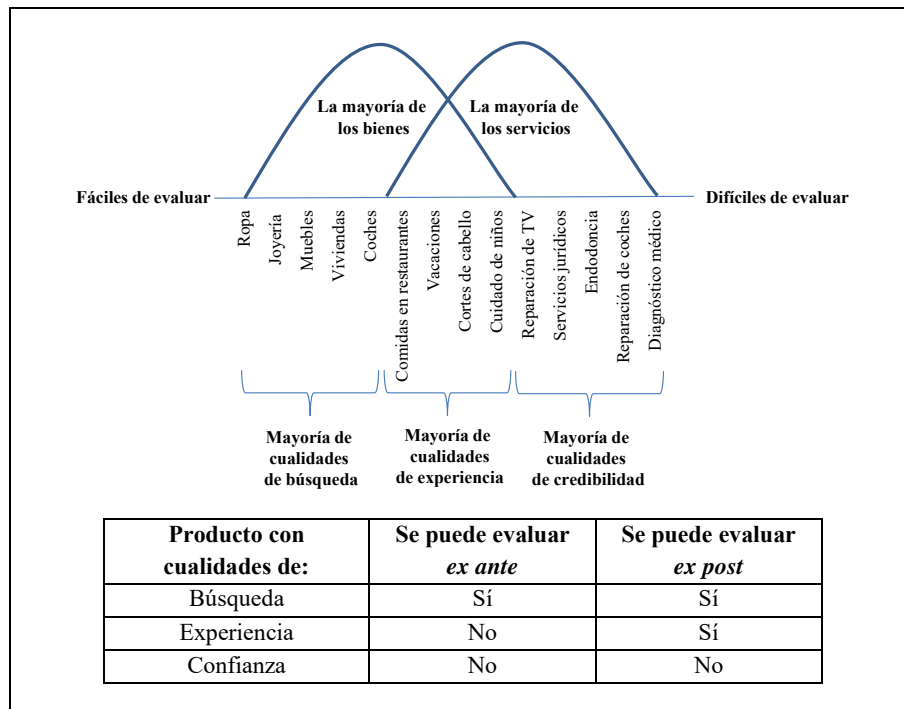 La mayoría de
los bienes
La mayoría de
los servicios
Fáciles de evaluar
Difíciles de evaluar
Ropa
Joyería
Muebles
Viviendas
Coches
Comidas en restaurantes
Vacaciones
Cortes de cabello
Cuidado de niños
Reparación de TV
Servicios jurídicos
Endodoncia
Reparación de coches
Diagnóstico médico
Mayoría de
cualidades
de búsqueda
Mayoría de
cualidades
de experiencia
Mayoría de
cualidades
de credibilidad
Producto con
cualidades de:
Se puede evaluar
ex ante
Se puede evaluar
ex post
Búsqueda
Sí
Sí
Experiencia
No
Sí
Confianza
No
No